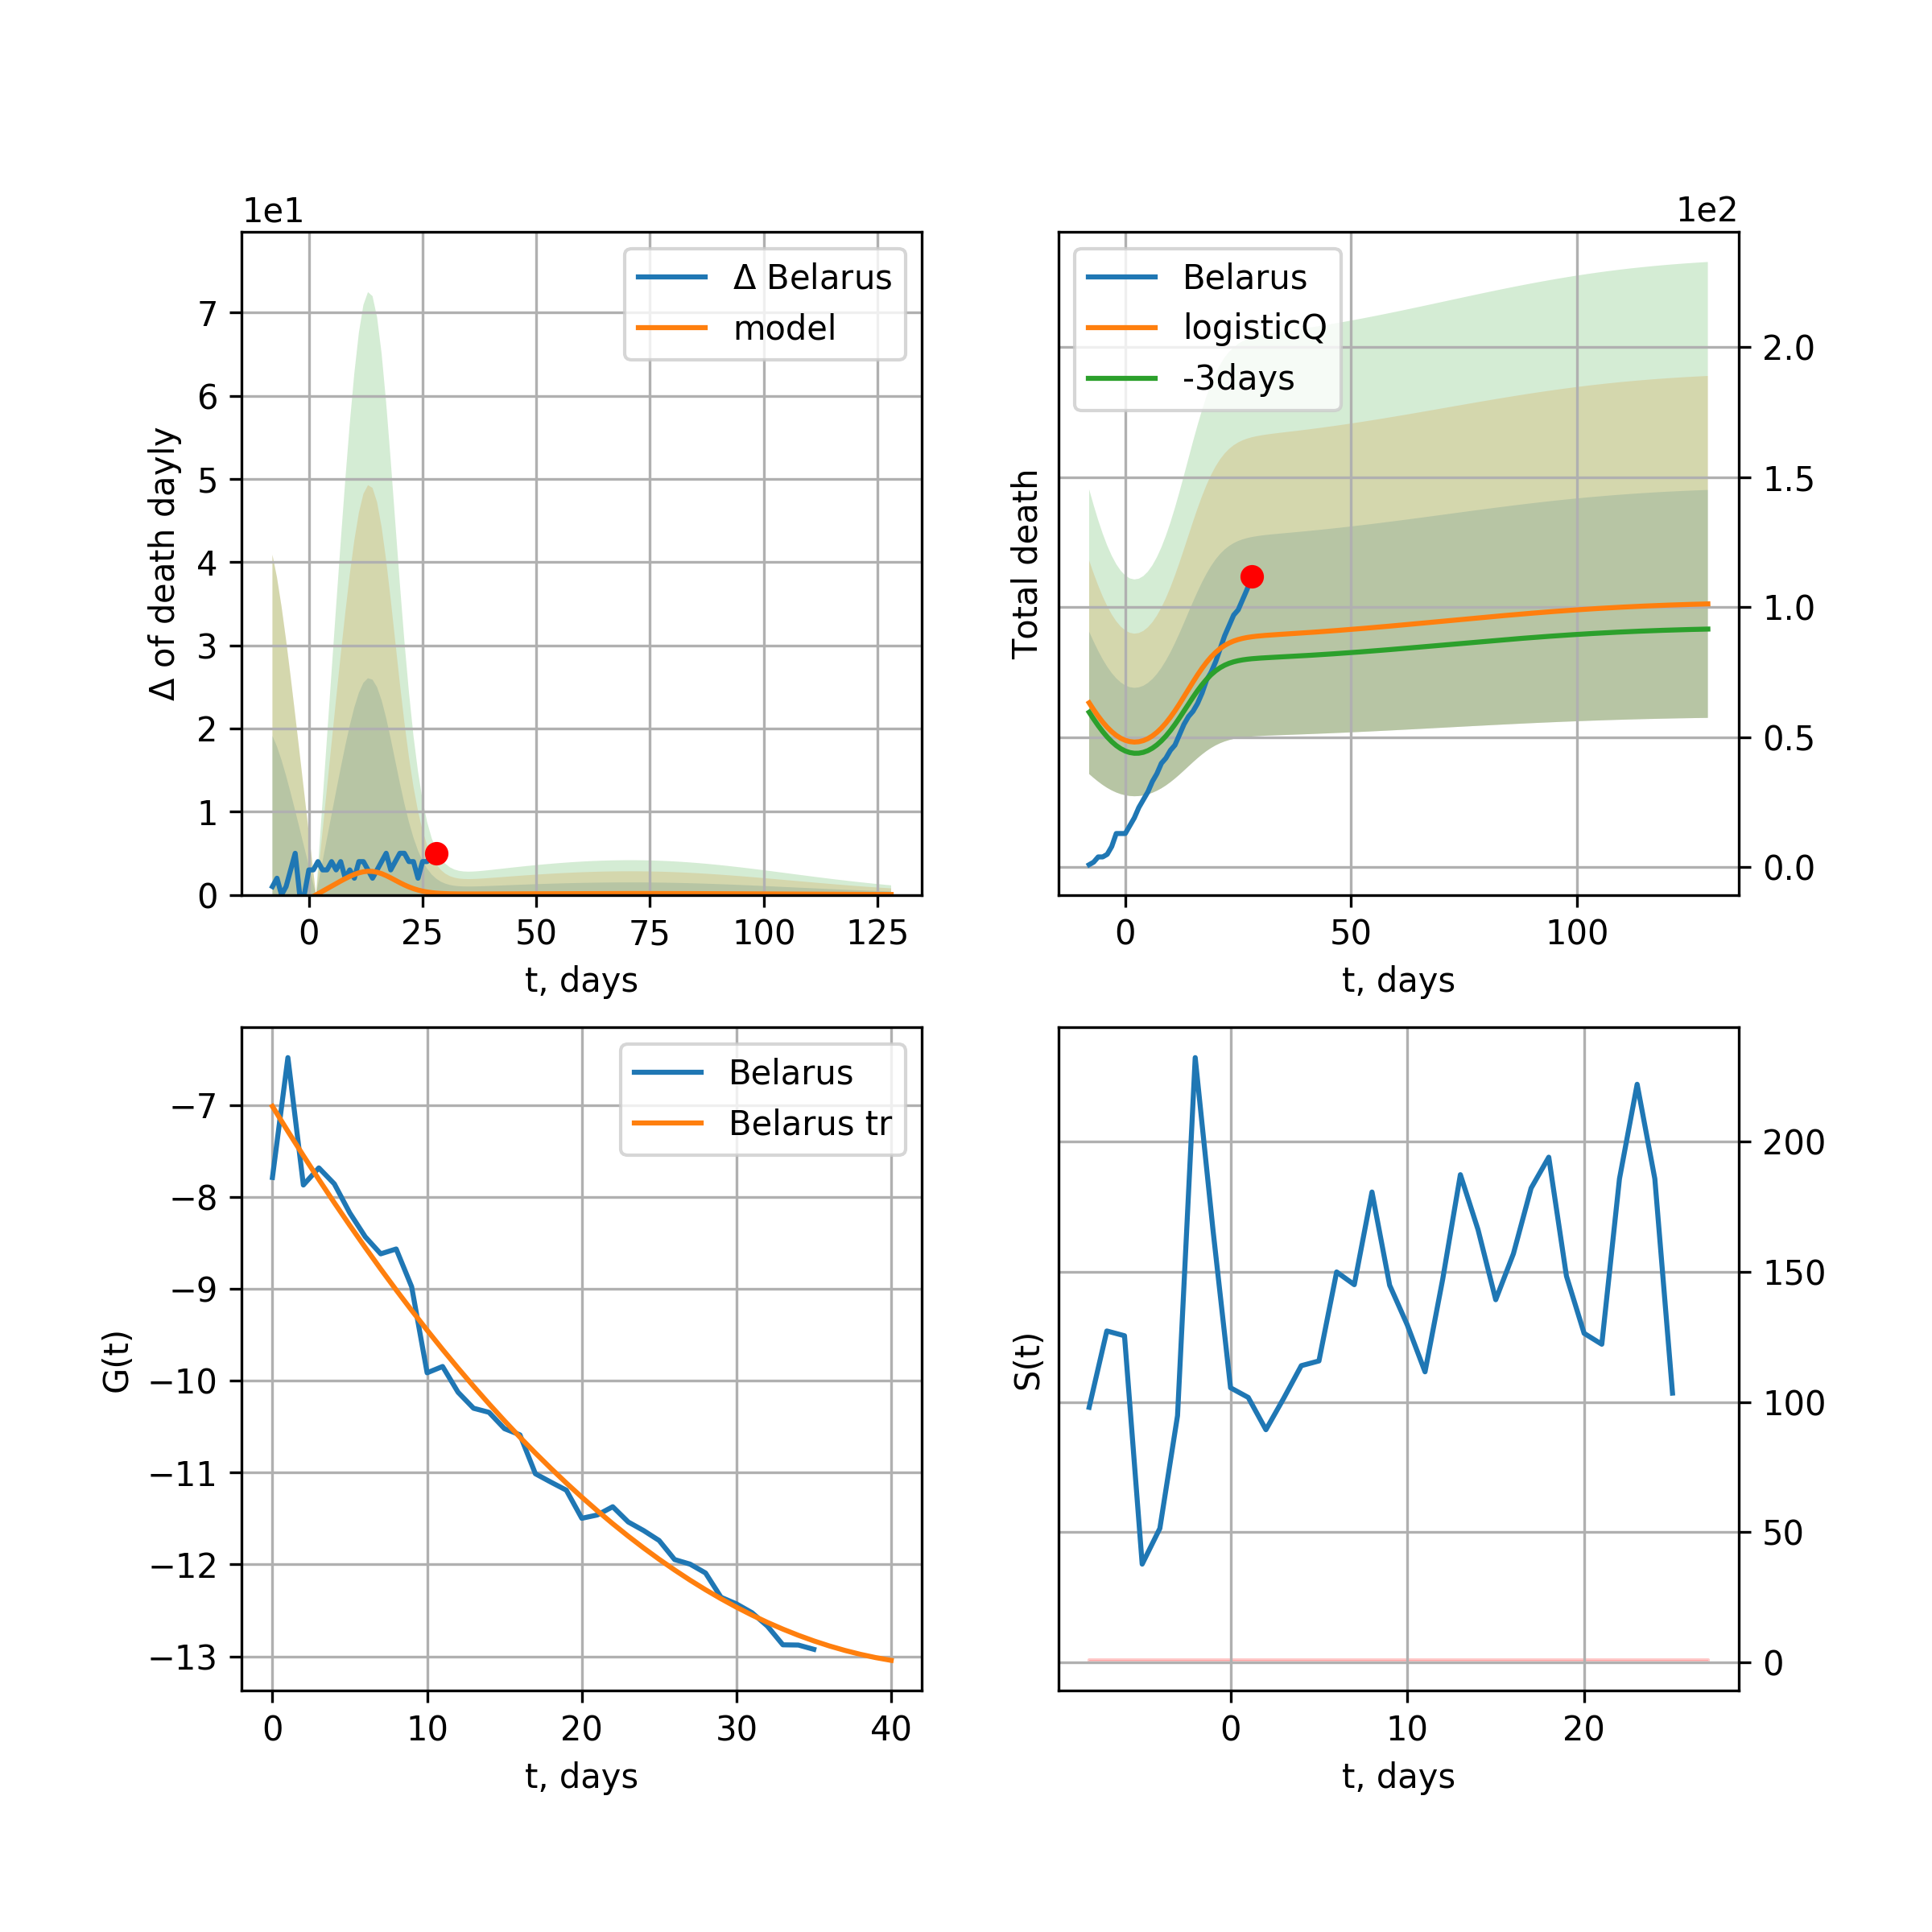 1e1
Δ of death dayly
7
6
5
4
3
2
1
0
0 25 50 75 100 125
t, days
Δ Belarus
model
1e2
Total death
Belarus
logisticQ
-3days
2.0
1.5
1.0
0.5
0.0
0 50 100
t, days
G(t)
−7
−8
−9
−10
−11
−12
−13
Belarus
Belarus tr
0 10 20 30 40
t, days
S(t)
200
150
100
50
0
0 10 20
t, days